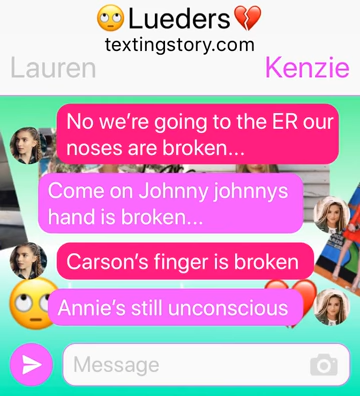 🙄Lueders💔
textingstory.com
Lauren Kenzie
No we're going to the ER our
noses are broken...
Come on Johnny johnnys
hand is broken...
Carson's finger is broken
Annie's still unconscious
Message